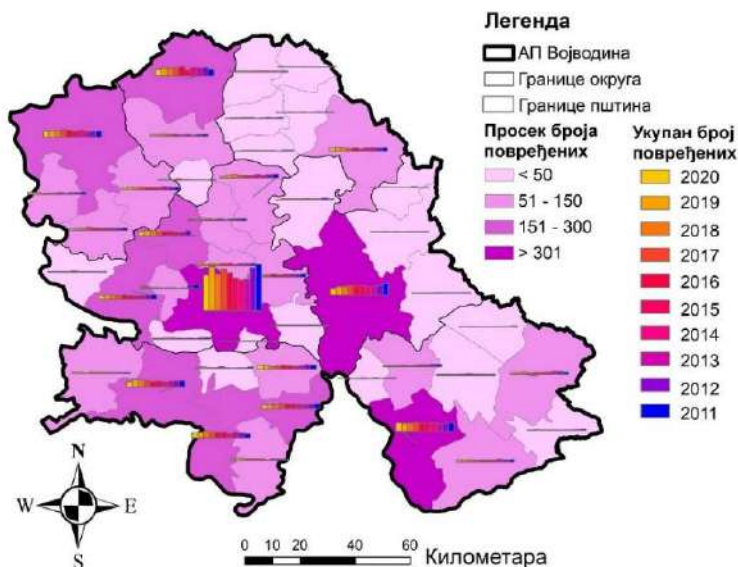 Легенда
АП Војводина
Границе округа
Границе пштина
Просек броја
повређених
< 50
51 - 150
151 - 300
> 301
Укупан број
повређених
2020
2019
2018
2017
2016
2015
2014
2013
2012
2011
N
W
E
S
0 10 20 40 60
Километара